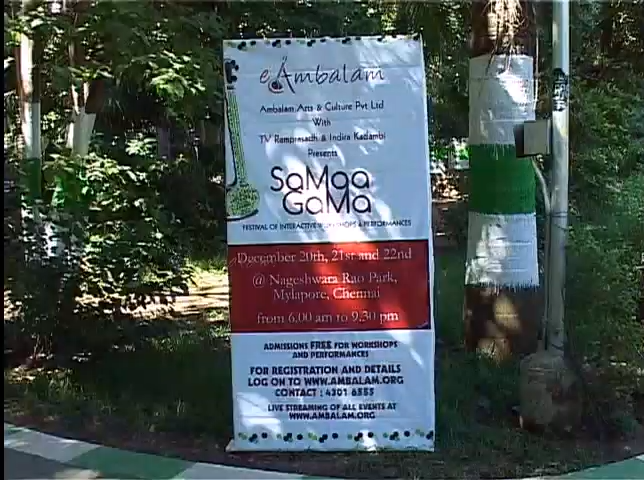 eAmbalam
Ambalam Arts & Culture Pvt Ltd
With
TV Ramprasadh & Indira Kadambi
Presents
SaMaa
GaMa
FESTIVAL OF INTERACTIVE WORKSHOPS & PERFORMANCES
December 20th, 21st and 22nd
@ Nageshwara Rao Park,
Mylapore, Chennai
from 6.00 am to 9.30 pm
ADMISSIONS FREE FOR WORKSHOPS
AND PERFORMANCES
FOR REGISTRATION AND DETAILS
LOG ON TO WWW.AMBALAM.ORG
CONTACT : 4301 6555
LIVE STREAMING OF ALL EVENTS AT
WWW.AMBALAM.ORG